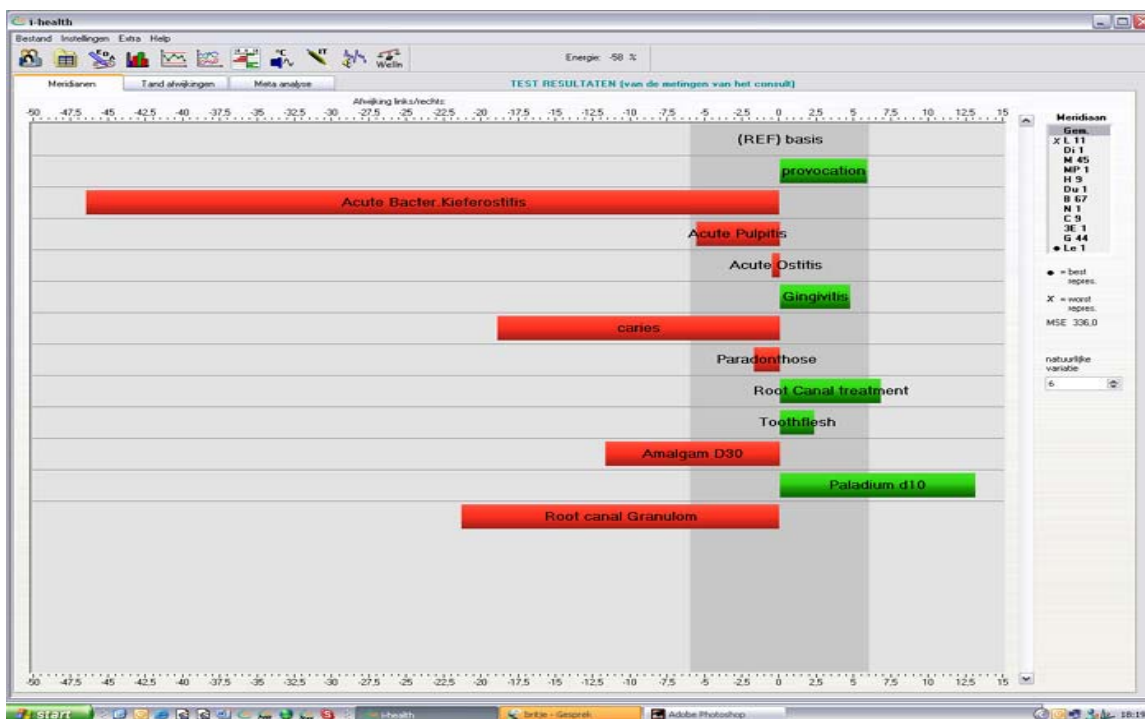 i-health
Bestand Instellingen Extra Help
Welln
Energie: -58 %
Meridianen Tand afwijkingen Meta analyse TEST RESULTATEN (van de metingen van het consult)
Afwijking links/rechts
-50 -47.5 -45 -42.5 -40 -37.5 -35 -32.5 -30 -27.5 -25 -22.5 -20 -17.5 -15 -12.5 -10 -7.5 -5 -2.5 0 2.5 5 7.5 10 12.5 15
(REF) basis
provocation
Acute Bacter.Kieferostitis
Acute Pulpitis
Acute Ostitis
Gingivitis
caries
Paradonthose
Root Canal treatment
Toothflesh
Amalgam D30
Paladium d10
Root canal Granulom
-50 -47.5 -45 -42.5 -40 -37.5 -35 -32.5 -30 -27.5 -25 -22.5 -20 -17.5 -15 -12.5 -10 -7.5 -5 -2.5 0 2.5 5 7.5 10 12.5 15
Meridiaan
Gem.
X L 11
Di 1
M 45
MP 1
H 9
Du 1
B 67
N 1
C 9
3E 1
G 44
● Le 1
● = best
repres.
X = worst
repres.
MSE 336,0
natuurlijke
variatie
6
start i-health britje - Gesprek Adobe Photoshop 18:19